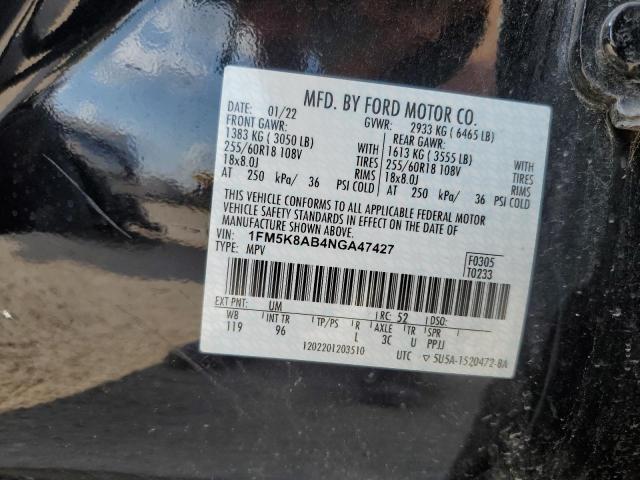 MFD. BY FORD MOTOR CO.
DATE: 01/22 GVWR: 2933 KG ( 6465 LB)
FRONT GAWR: REAR GAWR:
1383 KG ( 3050 LB) WITH 1613 KG ( 3555 LB) WITH
255/60R18 108V TIRES 255/60R18 108V TIRES
18x8.0J RIMS 18x8.0J RIMS
AT 250 kPa/ 36 PSI COLD AT 250 kPa/ 36 PSI COLD
THIS VEHICLE CONFORMS TO ALL APPLICABLE FEDERAL MOTOR
VEHICLE SAFETY STANDARDS IN EFFECT ON THE DATE OF
MANUFACTURE SHOWN ABOVE.
VIN: 1FM5K8AB4NGA47427
TYPE: MPV
F0305
T0233
EXT PNT: UM RC: 52 DSO:
WB INT TR TP/PS R AXLE TR SPR
119 96 L 3C U PPJJ
1202201203510 UTC ▽ 5U5A-1520472-BA